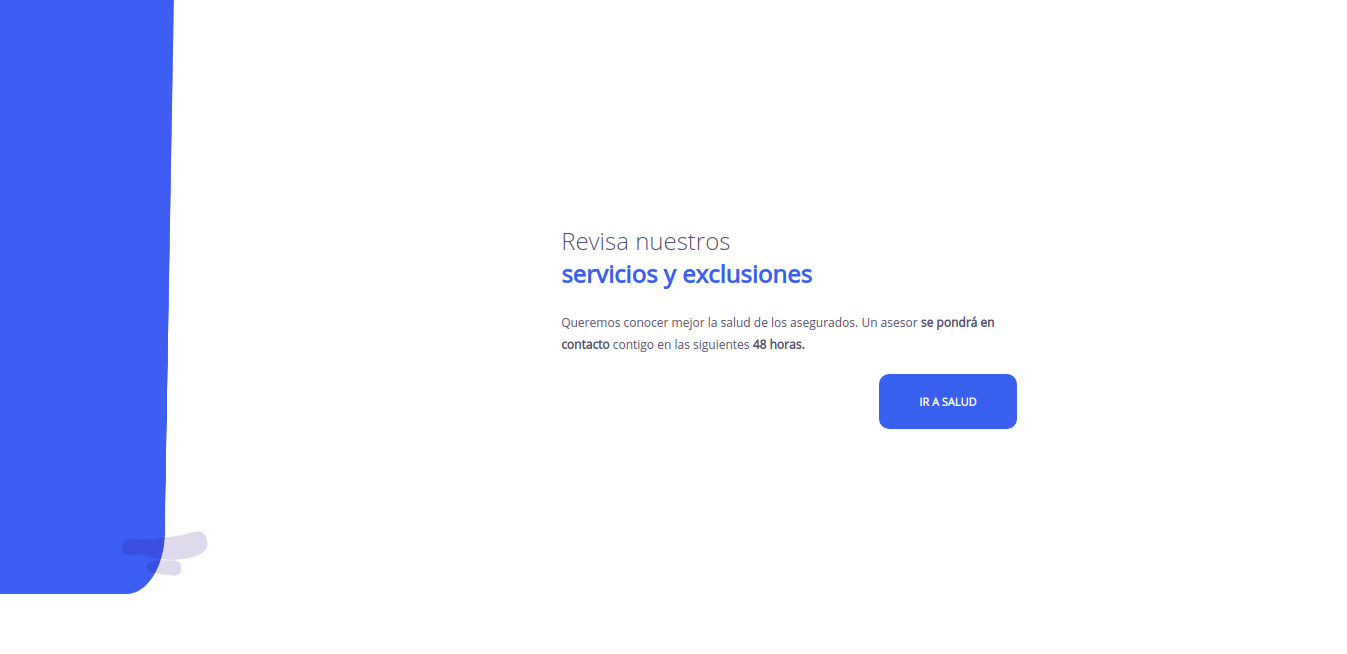 Revisa nuestros
servicios y exclusiones
Queremos conocer mejor la salud de los asegurados. Un asesor se pondrá en
contacto contigo en las siguientes 48 horas.
IR A SALUD